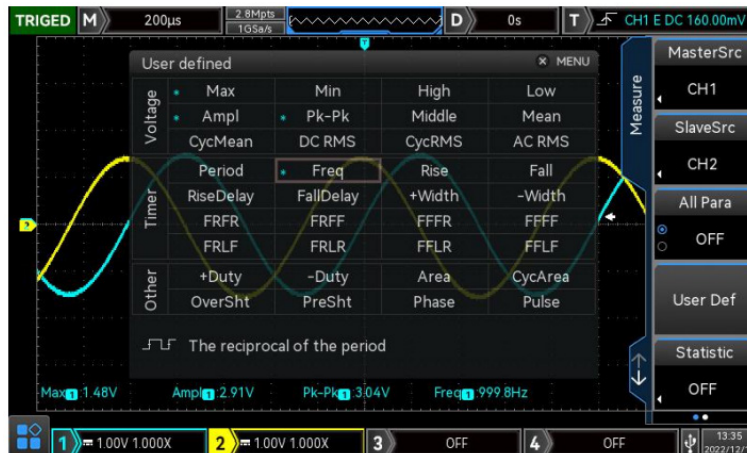 TRIGED M 200μs 2.8Mpts 1GSa/s D 0s T CH1 E DC 160.00mV
User defined MENU
Voltage
Max Min High Low
Ampl Pk-Pk Middle Mean
CycMean DC RMS CycRMS AC RMS
Timer
Period Freq Rise Fall
RiseDelay FallDelay +Width -Width
FRFR FRFF FFFR FFFF
FRLF FRLR FFLR FFLF
Other
+Duty -Duty Area CycArea
OverSht PreSht Phase Pulse
The reciprocal of the period
Max 1 :1.48V Ampl 1 :2.91V Pk-Pk 1 :3.04V Freq 1 :999.8Hz
Measure
MasterSrc
CH1
SlaveSrc
CH2
All Para
OFF
User Def
Statistic
OFF
2
1 1.00V 1.000X 2 1.00V 1.000X 3 OFF 4 OFF
13:35